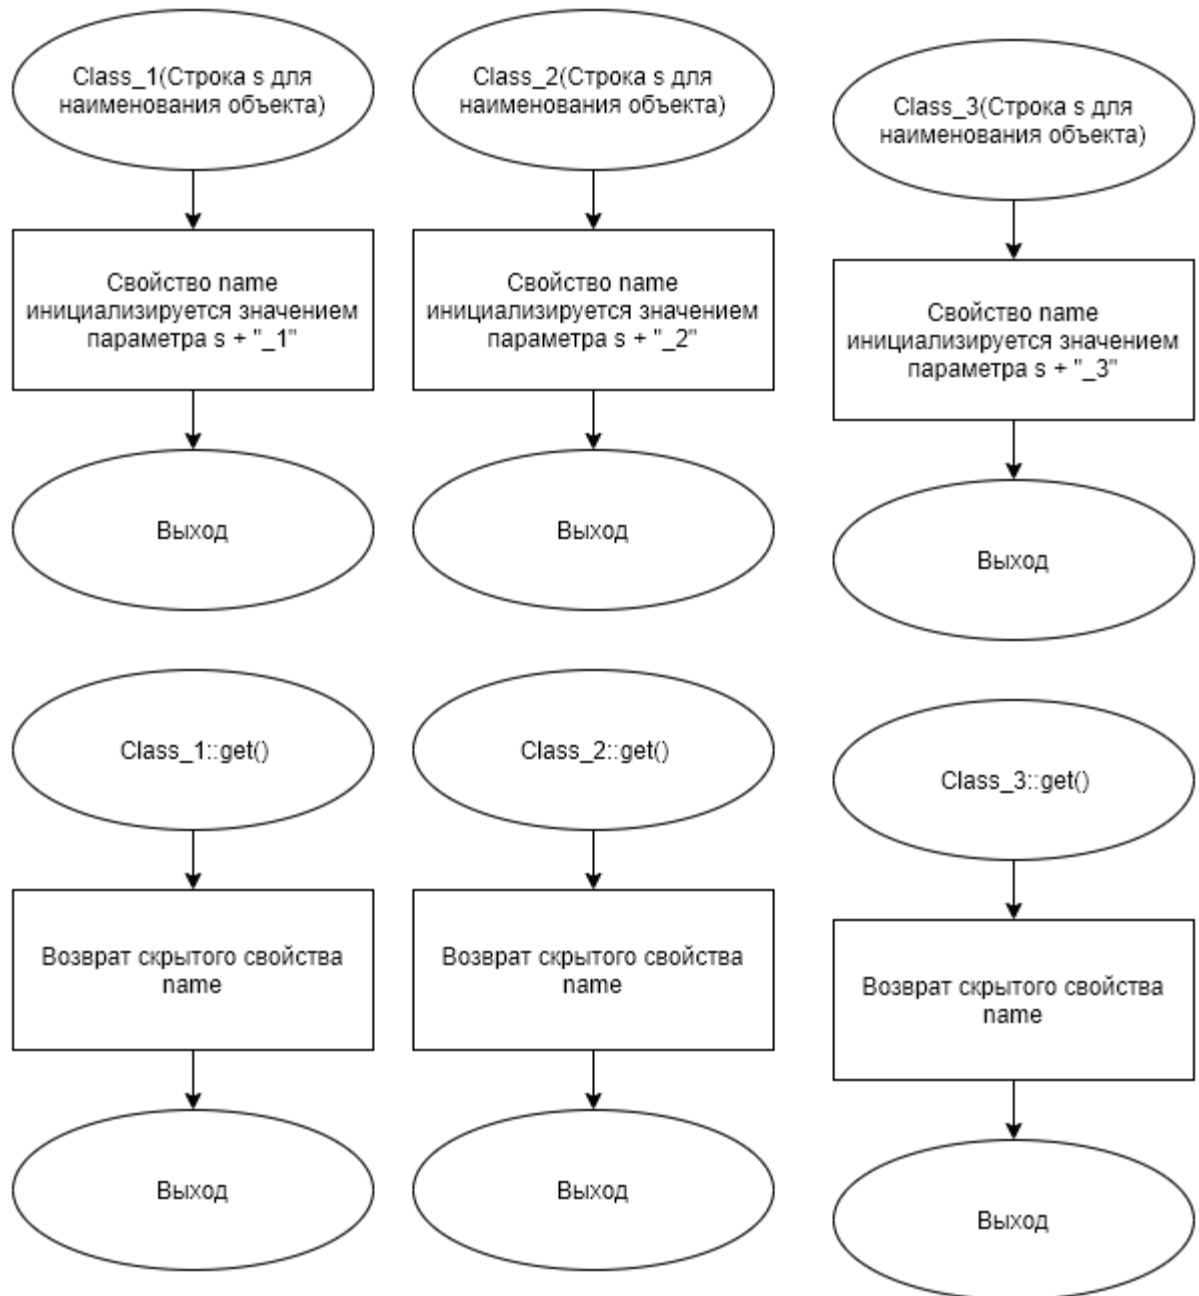 Class_1(Строка s для
наименования объекта)
Class_2(Строка s для
наименования объекта)
Class_3(Строка s для
наименования объекта)
Свойство name
инициализируется значением
параметра s + "_1"
Свойство name
инициализируется значением
параметра s + "_2"
Свойство name
инициализируется значением
параметра s + "_3"
Выход
Выход
Выход
Class_1::get()
Class_2::get()
Class_3::get()
Возврат скрытого свойства
name
Возврат скрытого свойства
name
Возврат скрытого свойства
name
Выход
Выход
Выход